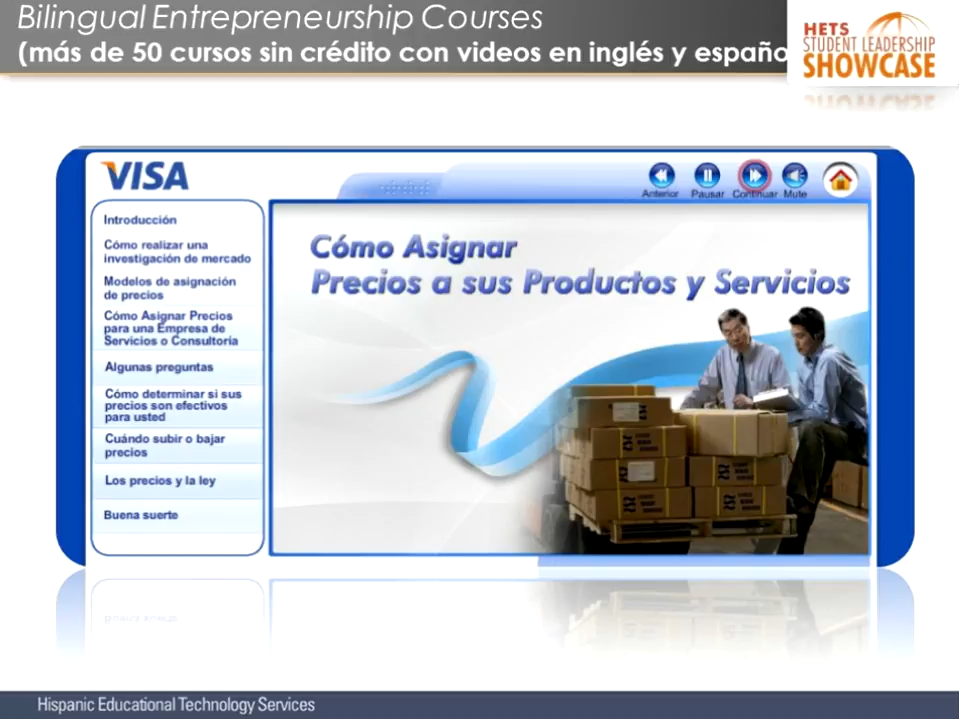 Bilingual Entrepreneurship Courses
(más de 50 cursos sin crédito con videos en inglés y españo
HETS
STUDENT LEADERSHIP
SHOWCASE
VISA
Anterior
Pausar
Continuar
Mute
Introducción
Cómo realizar una
investigación de mercado
Modelos de asignación
de precios
Cómo Asignar Precios
para una Empresa de
Servicios o Consultoría
Algunas preguntas
Cómo determinar si sus
precios son efectivos
para usted
Cuándo subir o bajar
precios
Los precios y la ley
Buena suerte
Cómo Asignar
Precios a sus Productos y Servicios
Hispanic Educational Technology Services